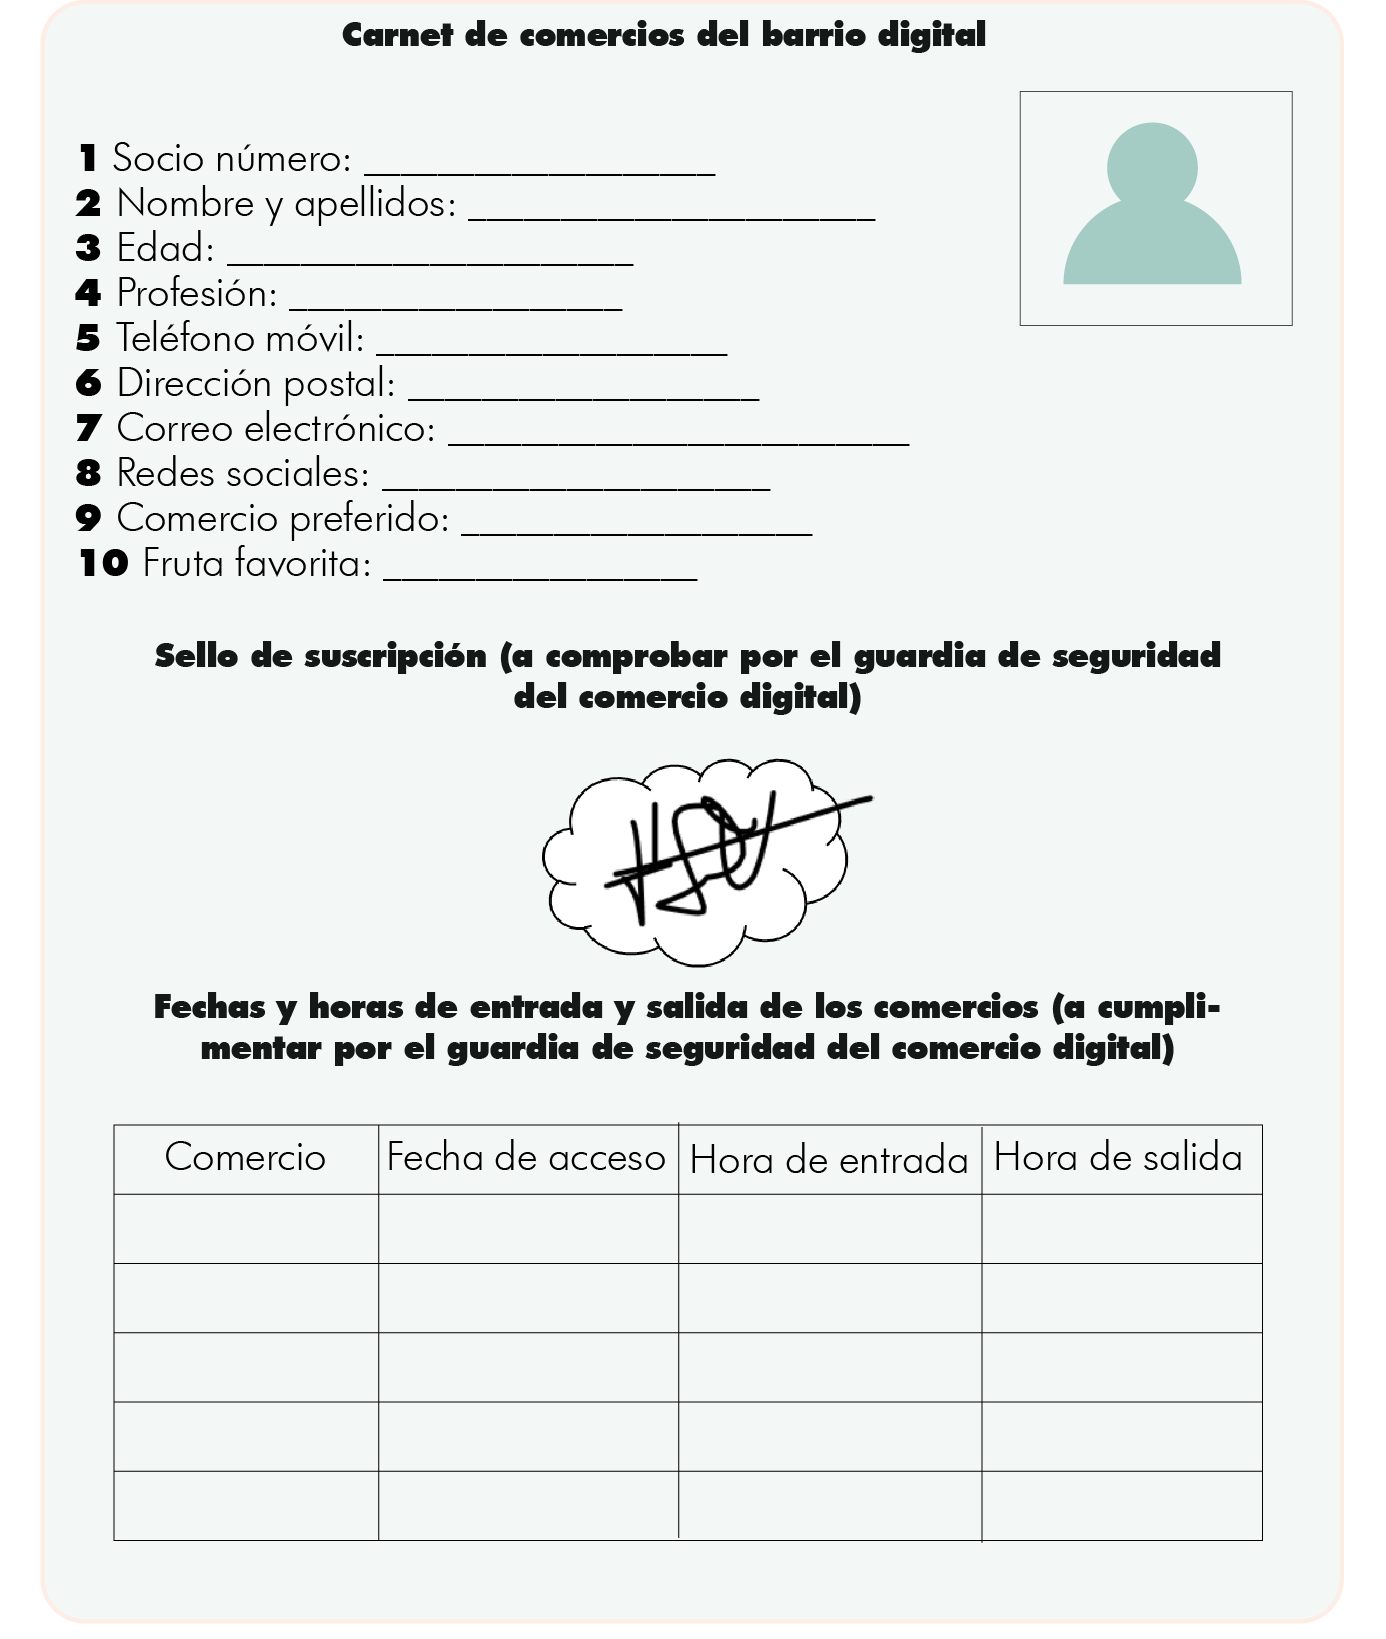 Carnet de comercios del barrio digital
1 Socio número: ___________________
2 Nombre y apellidos: ______________________
3 Edad: ______________________
4 Profesión: __________________
5 Teléfono móvil: ___________________
6 Dirección postal: ___________________
7 Correo electrónico: _________________________
8 Redes sociales: _____________________
9 Comercio preferido: ___________________
10 Fruta favorita: _________________
Sello de suscripción (a comprobar por el guardia de seguridad
del comercio digital)
Fechas y horas de entrada y salida de los comercios (a cumpli-
mentar por el guardia de seguridad del comercio digital)
Comercio Fecha de acceso Hora de entrada Hora de salida